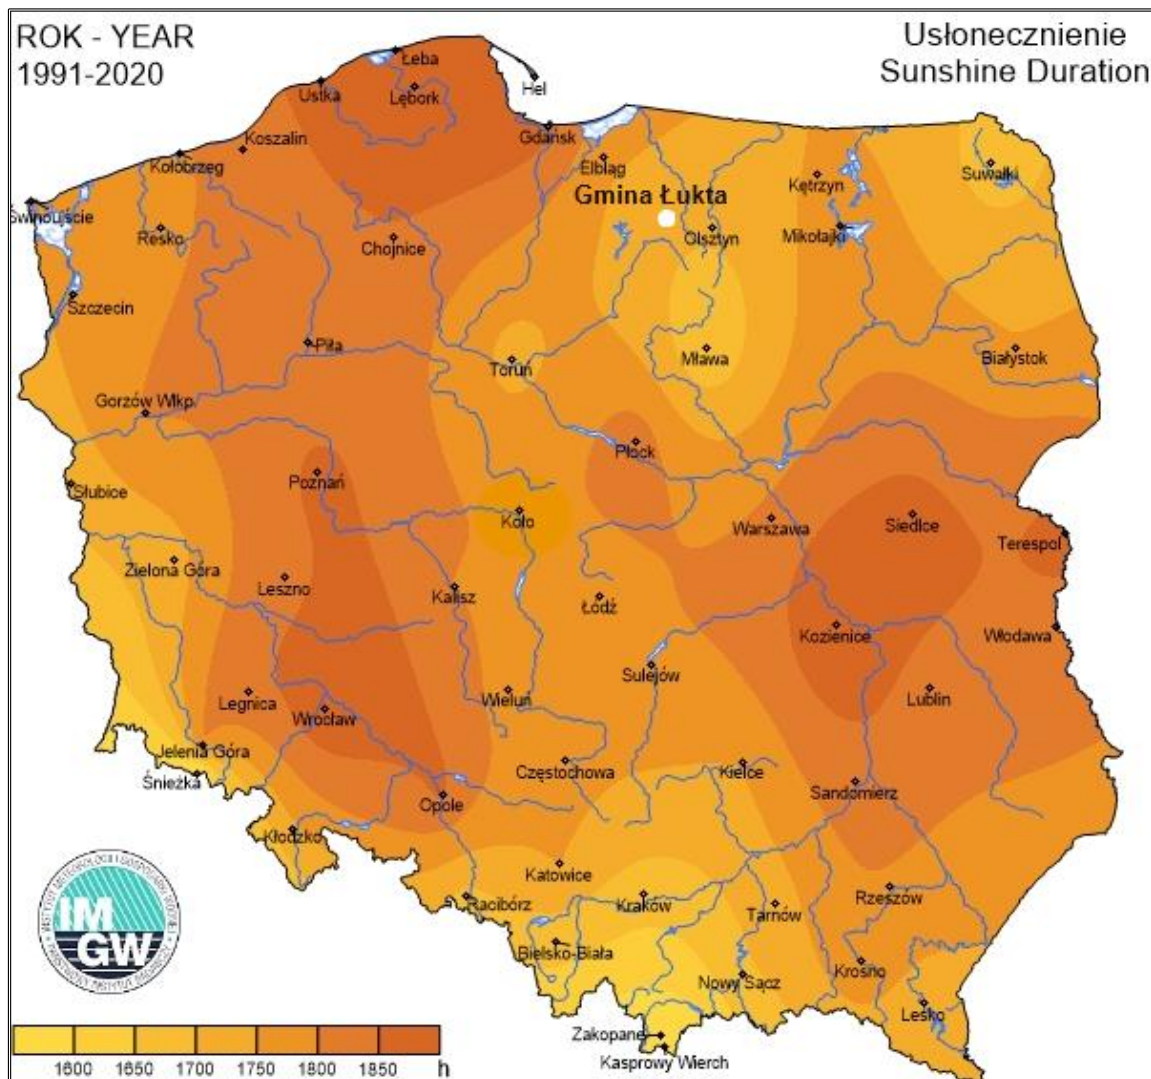 ROK - YEAR
1991-2020
Usłonecznienie
Sunshine Duration
Łeba
Hel
Ustka
Lębork
Gdańsk
Koszalin
Kołobrzeg
Elbląg
Suwałki
Kętrzyn
Gmina Łukta
Świnoujście
Resko
Chojnice
Olsztyn
Mikołajki
Szczecin
Piła
Toruń
Mława
Białystok
Gorzów Wlkp.
Płock
Słubice
Poznań
Koło
Warszawa
Siedlce
Terespol
Zielona Góra
Leszno
Kalisz
Łódź
Kozienice
Włodawa
Sulejów
Legnica
Wrocław
Wieluń
Lublin
Jelenia Góra
Śnieżka
Częstochowa
Kielce
Sandomierz
Opole
Kłodzko
Katowice
Racibórz
Kraków
Tarnów
Rzeszów
Bielsko-Biała
Nowy Sącz
Krosno
Lesko
Zakopane
Kasprowy Wierch
IM
GW
1600 1650 1700 1750 1800 1850 h